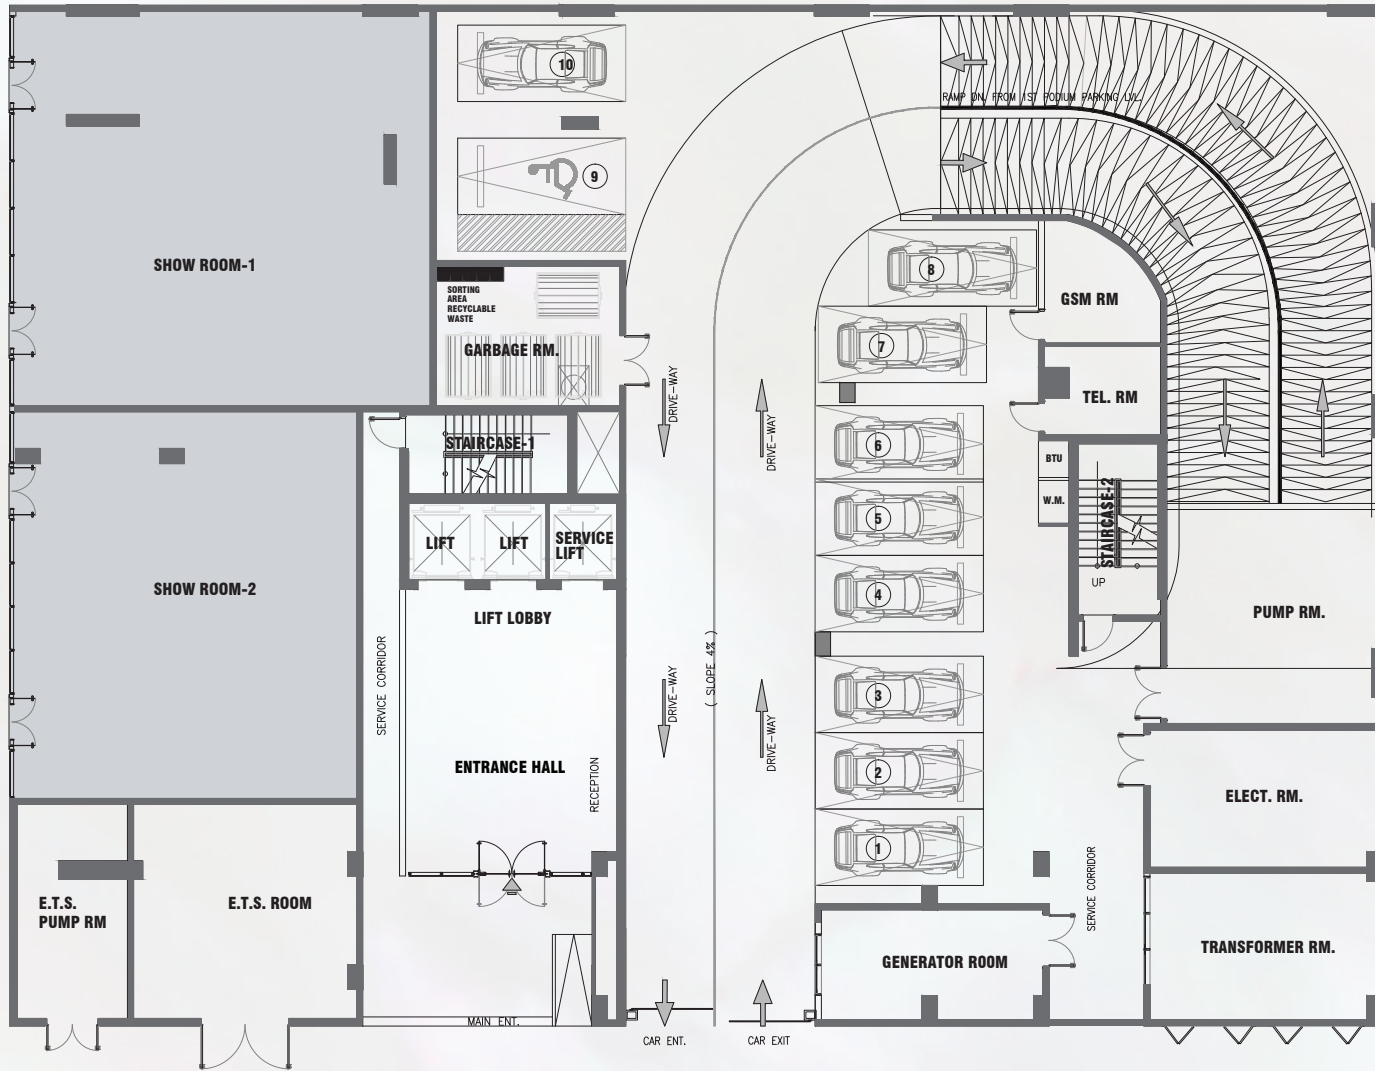 10
RAMP DN. FROM 1ST PODIUM PARKING LVL.
9
SHOW ROOM-1
8
SORTING
AREA
RECYCLABLE
WASTE
GSM RM
GARBAGE RM.
7
DRIVE-WAY
TEL. RM
DRIVE-WAY
STAIRCASE-1
6
BTU
W.M.
STAIRCASE-2
5
LIFT
LIFT
SERVICE
LIFT
UP
4
SHOW ROOM-2
LIFT LOBBY
PUMP RM.
SERVICE CORRIDOR
( SLOPE 4% )
DRIVE-WAY
3
DRIVE-WAY
ENTRANCE HALL
RECEPTION
2
ELECT. RM.
1
SERVICE CORRIDOR
E.T.S.
PUMP RM
E.T.S. ROOM
GENERATOR ROOM
TRANSFORMER RM.
MAIN ENT.
CAR ENT.
CAR EXIT